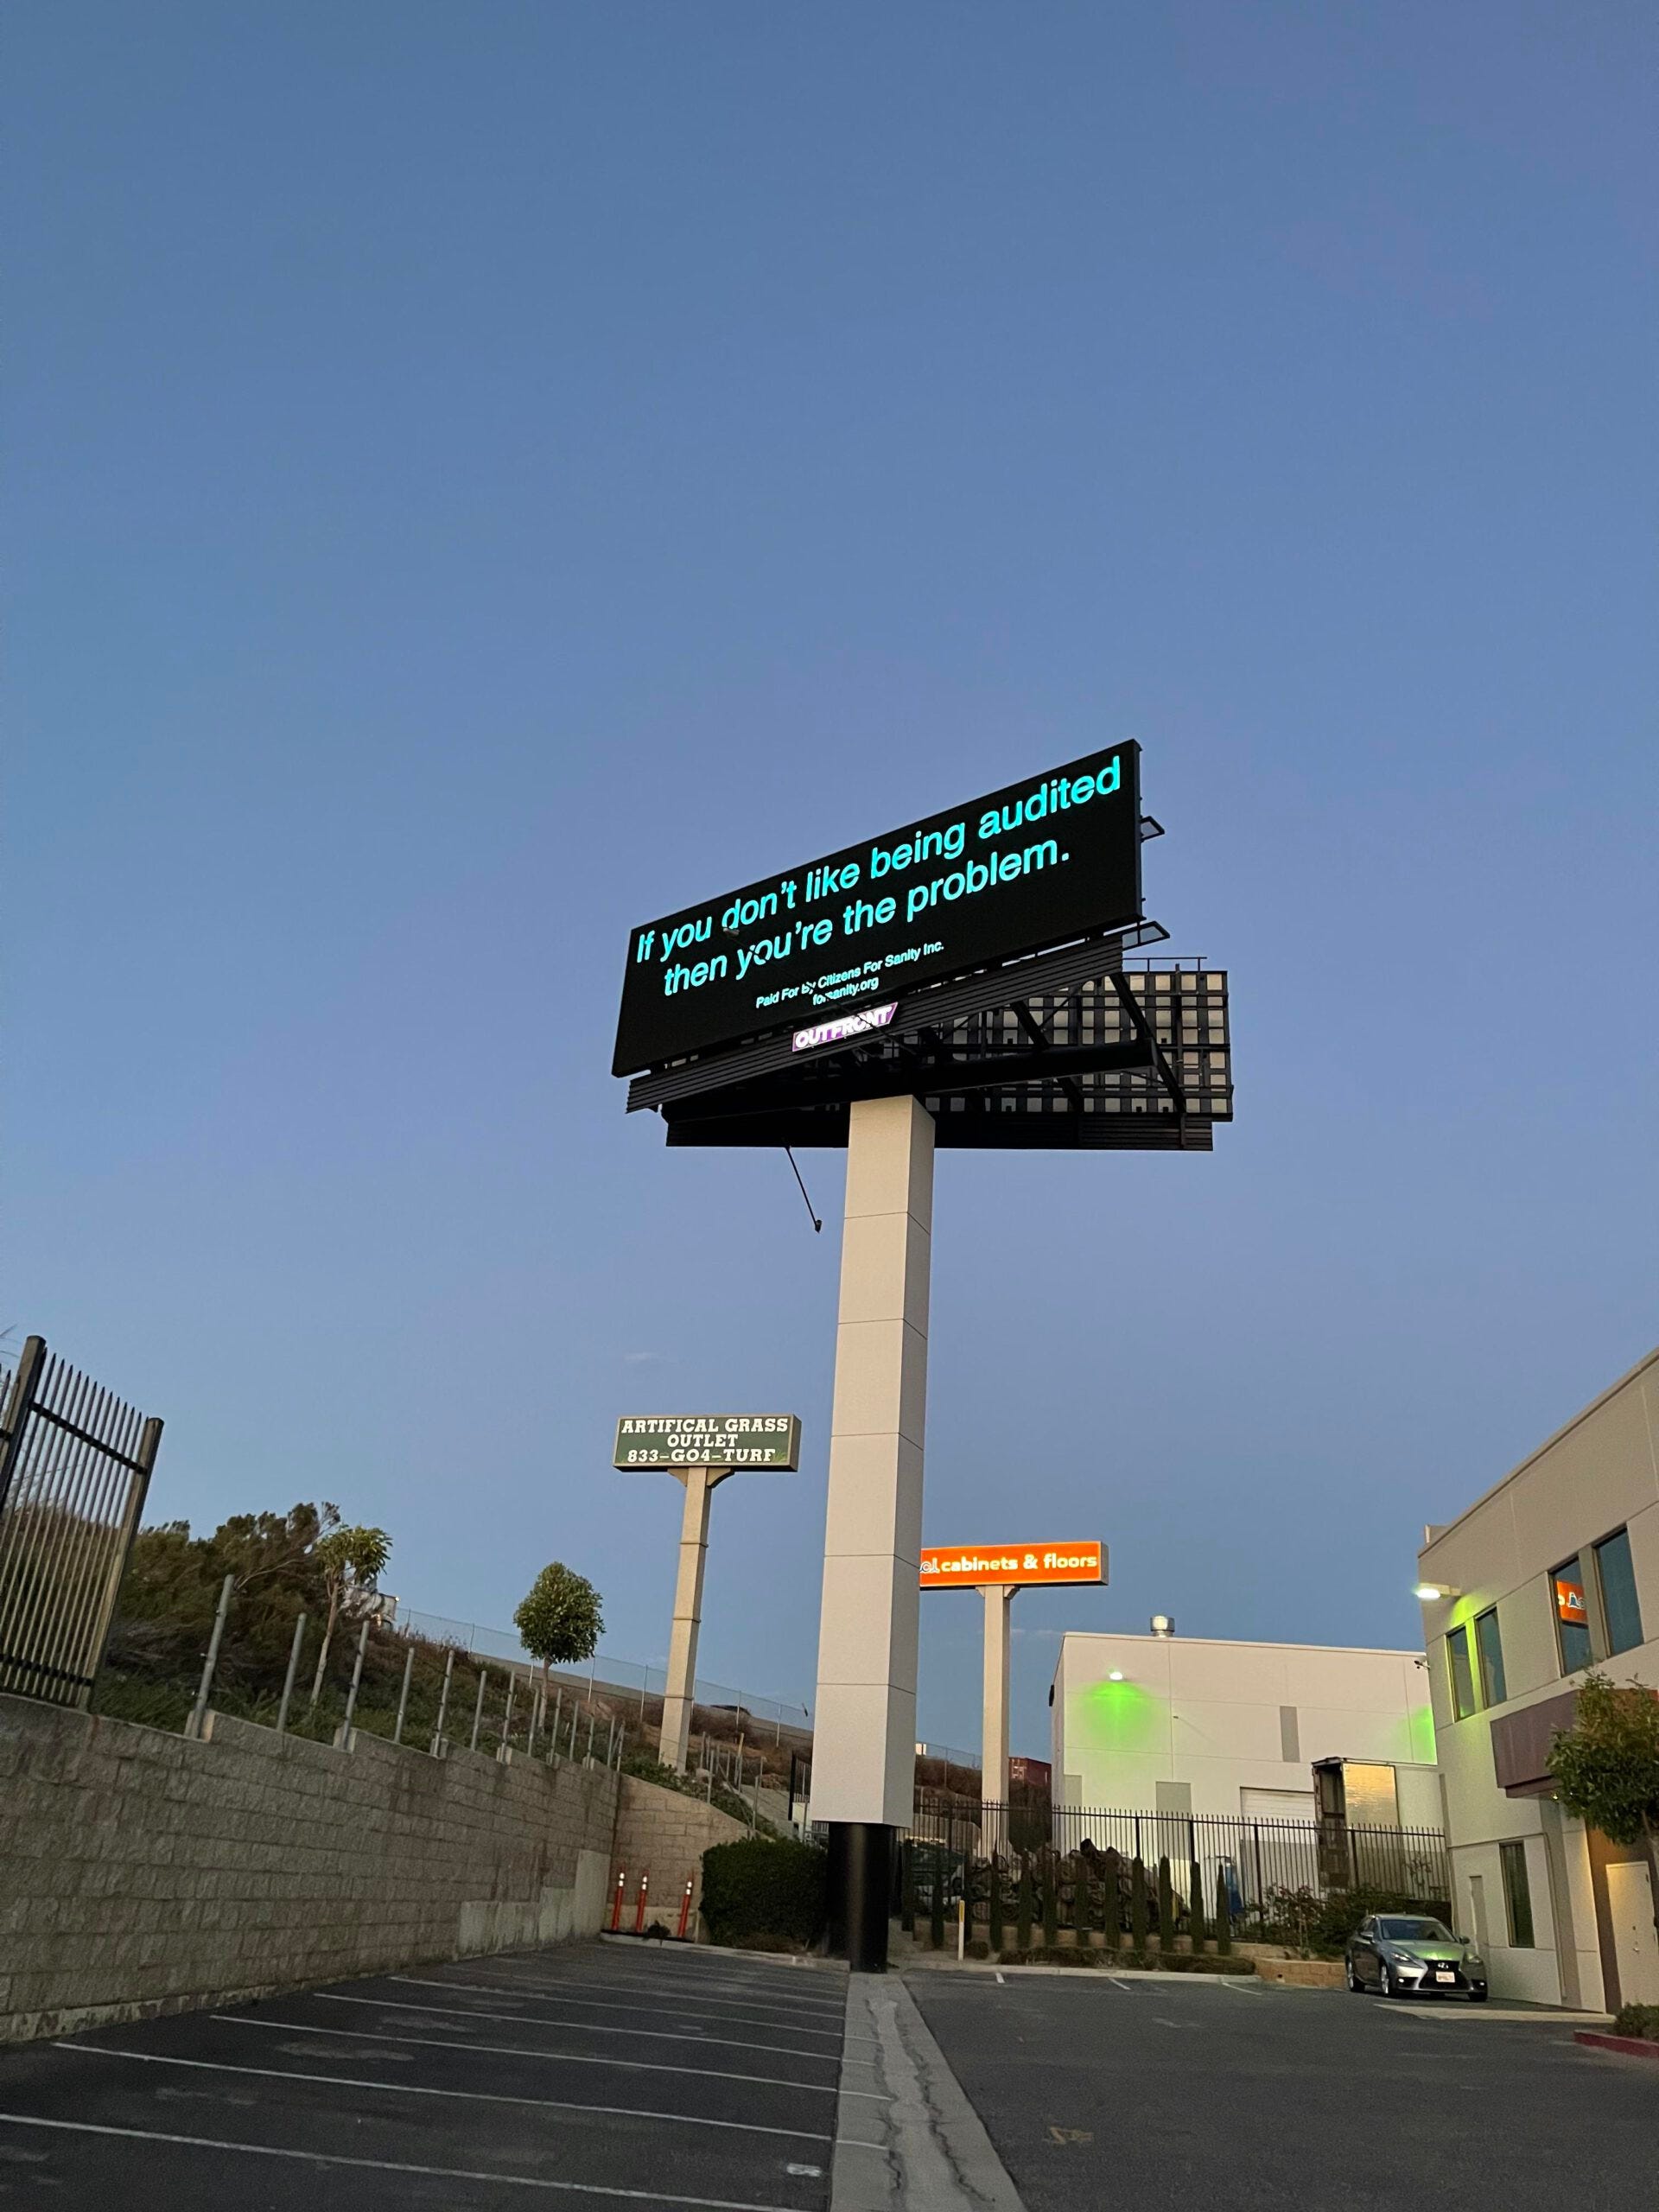 If you don't like being audited
then you're the problem.
Paid For By Citizens For Sanity Inc.
forsanity.org
OUTFRONT
ARTIFICAL GRASS
OUTLET
833-GO4-TURF
cabinets & floors